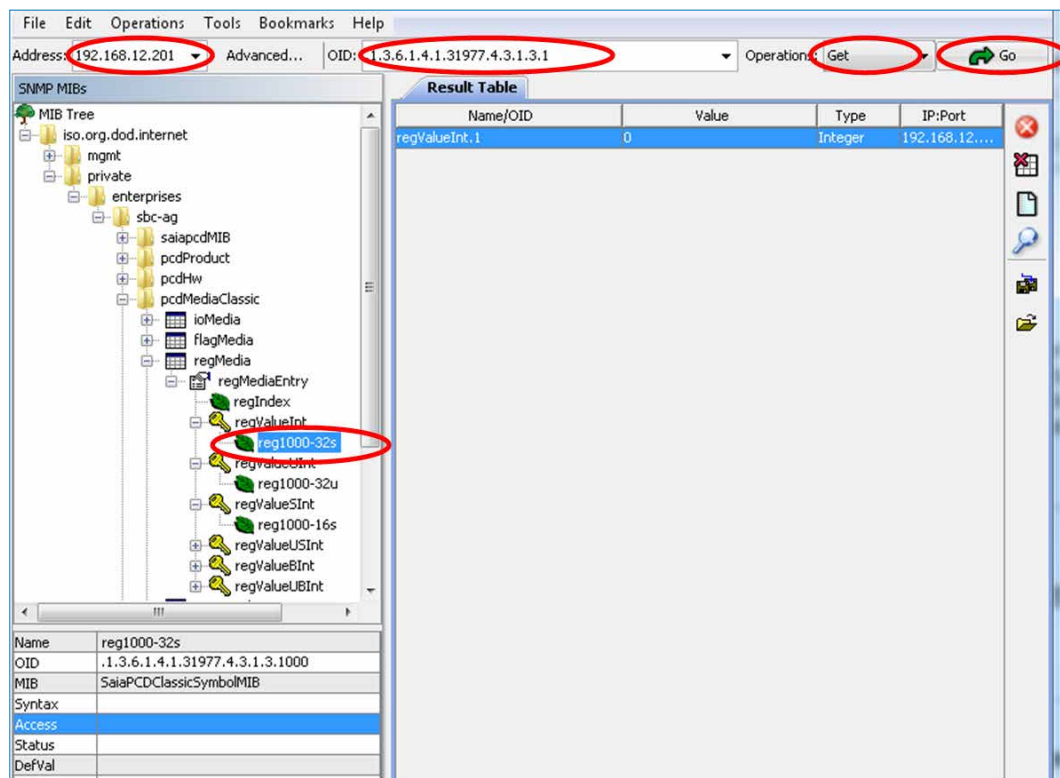 File Edit Operations Tools Bookmarks Help
Address: 192.168.12.201 Advanced... OID: .1.3.6.1.4.1.31977.4.3.1.3.1 Operations: Get Go
SNMP MIBs
MIB Tree
iso.org.dod.internet
mgmt
private
enterprises
sbc-ag
saiapcdMIB
pcdProduct
pcdHw
pcdMediaClassic
ioMedia
flagMedia
regMedia
regMediaEntry
regIndex
regValueInt
reg1000-32s
regValueUInt
reg1000-32u
regValueSInt
reg1000-16s
regValueUSInt
regValueBInt
regValueUBInt
Name reg1000-32s
OID .1.3.6.1.4.1.31977.4.3.1.3.1000
MIB SaiaPCDClassicSymbolMIB
Syntax
Access
Status
DefVal
Result Table
Name/OID Value Type IP:Port
regValueInt.1 0 Integer 192.168.12....